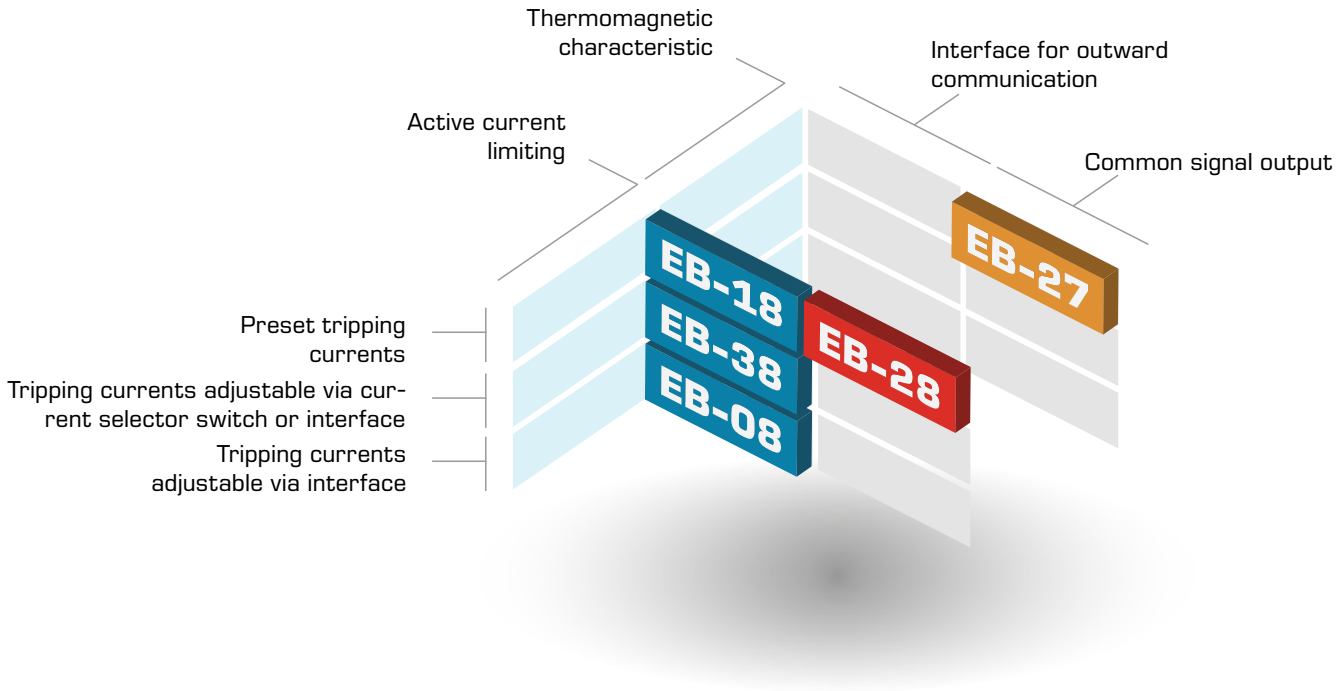 Thermomagnetic
characteristic
Interface for outward
communication
Active current
limiting
Common signal output
EB-27
EB-18
EB-28
EB-38
EB-08
Preset tripping
currents
Tripping currents adjustable via cur-
rent selector switch or interface
Tripping currents
adjustable via interface